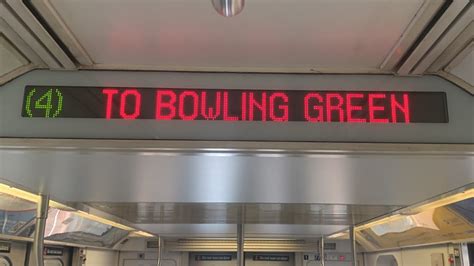 (4) TO BOWLING GREEN